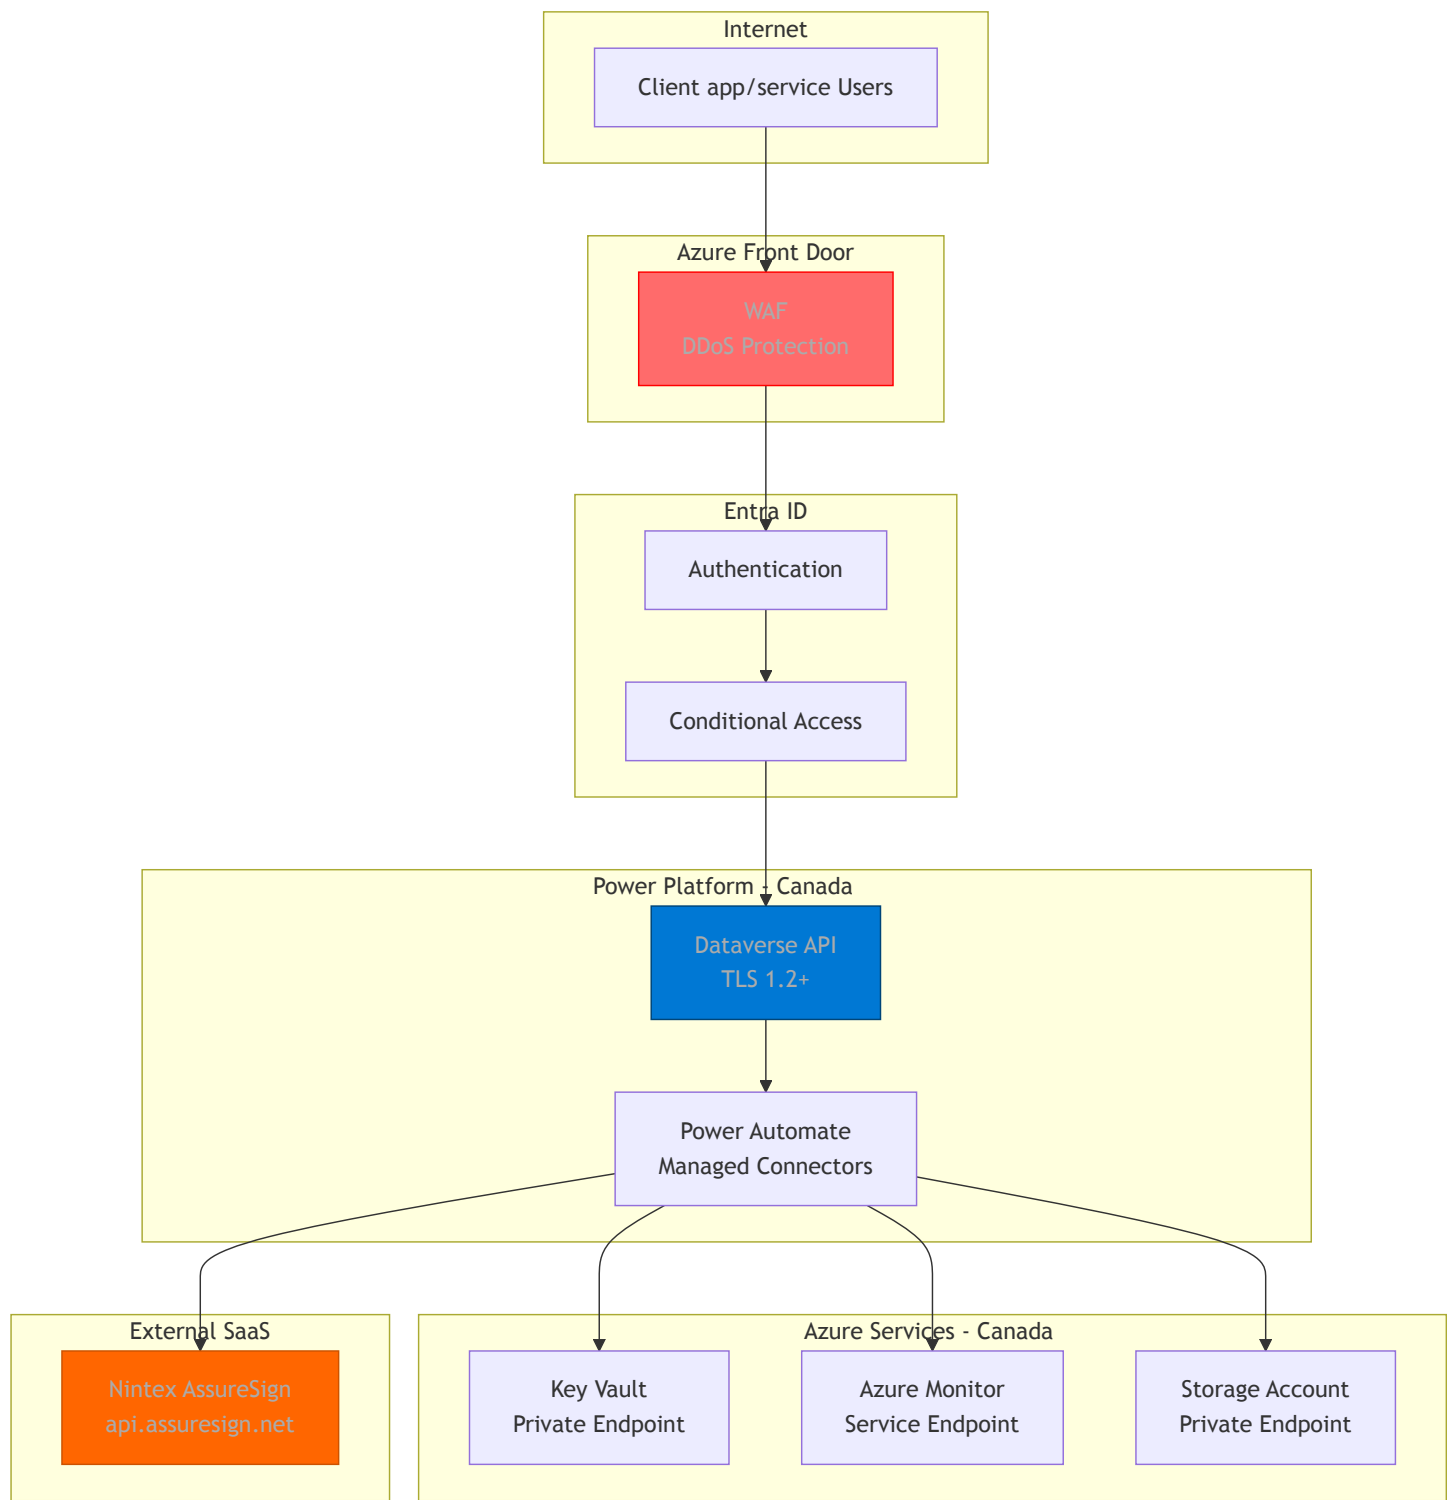 Internet
Client app/service Users
Azure Front Door
WAF
DDoS Protection
Entra ID
Authentication
Conditional Access
Power Platform - Canada
Dataverse API
TLS 1.2+
Power Automate
Managed Connectors
External SaaS
Nintex AssureSign
api.assuresign.net
Azure Services - Canada
Key Vault
Private Endpoint
Azure Monitor
Service Endpoint
Storage Account
Private Endpoint